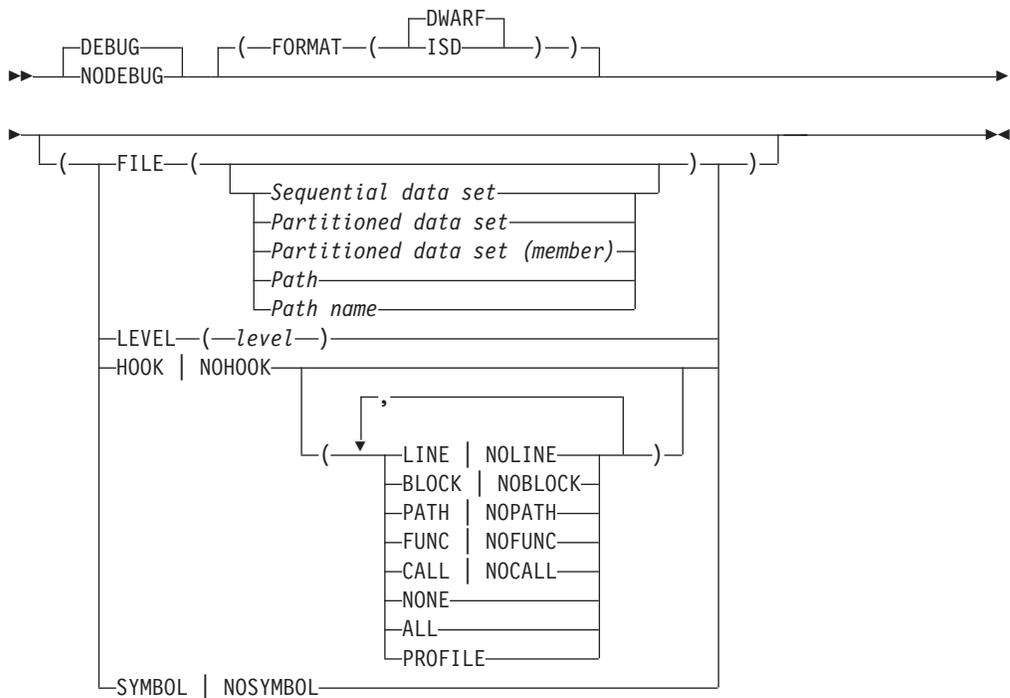 DWARF
DEBUG ( FORMAT ( ISD ) )
NODEBUG
( FILE ( ) )
Sequential data set
Partitioned data set
Partitioned data set (member)
Path
Path name
LEVEL ( level )
HOOK | NOHOOK
,
( LINE | NOLINE )
BLOCK | NOBLOCK
PATH | NOPATH
FUNC | NOFUNC
CALL | NOCALL
NONE
ALL
PROFILE
SYMBOL | NOSYMBOL